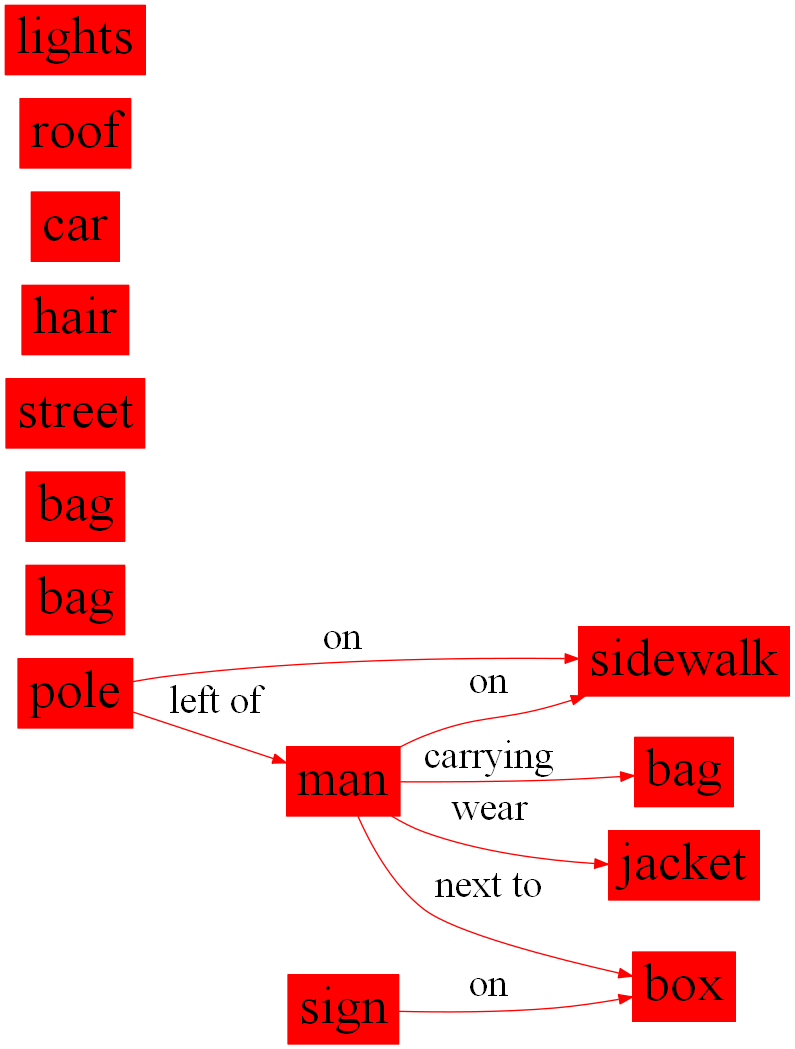 lights
roof
car
hair
street
bag
bag
on
sidewalk
pole
left of
on
man
carrying
bag
wear
jacket
next to
sign
on
box